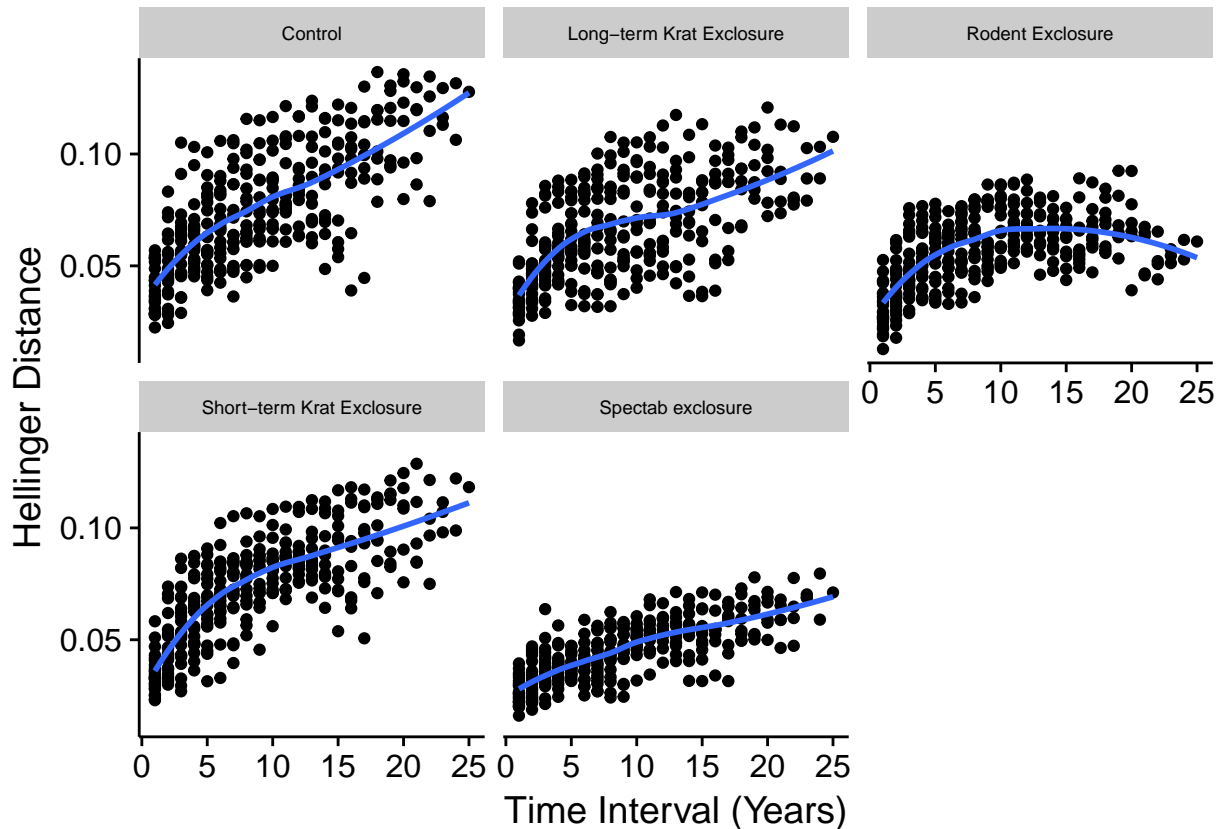 Control
Long−term Krat Exclosure
Rodent Exclosure
0.10
0.05
0 5 10 15 20 25
Short−term Krat Exclosure
Spectab exclosure
0.10
0.05
0 5 10 15 20 25
0 5 10 15 20 25
Hellinger Distance
Time Interval (Years)